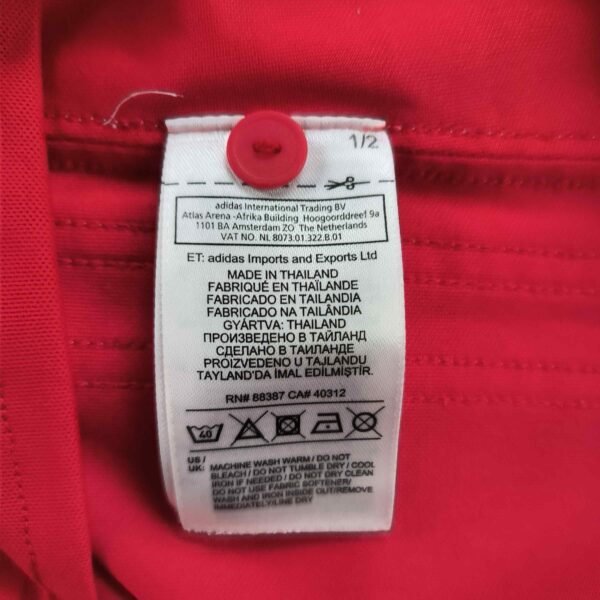 1/2
adidas International Trading BV
Atlas Arena -Afrika Building Hoogoorddreef 9a
1101 BA Amsterdam ZO The Netherlands
VAT NO. NL 8073.01.322.B.01
ET: adidas Imports and Exports Ltd
MADE IN THAILAND
FABRIQUÉ EN THAÏLANDE
FABRICADO EN TAILANDIA
FABRICADO NA TAILÂNDIA
GYÁRTVA: THAILAND
ПРОИЗВЕДЕНО В ТАЙЛАНД
СДЕЛАНО В ТАИЛАНДЕ
PROIZVEDENO U TAJLANDU
TAYLAND'DA İMAL EDİLMİŞTİR.
RN# 88387 CA# 40312
40
US /
UK: MACHINE WASH WARM / DO NOT
BLEACH / DO NOT TUMBLE DRY / COOL
IRON IF NEEDED / DO NOT DRY CLEAN
DO NOT USE FABRIC SOFTENER/
WASH AND IRON INSIDE OUT/REMOVE
IMMEDIATELY/LINE DRY